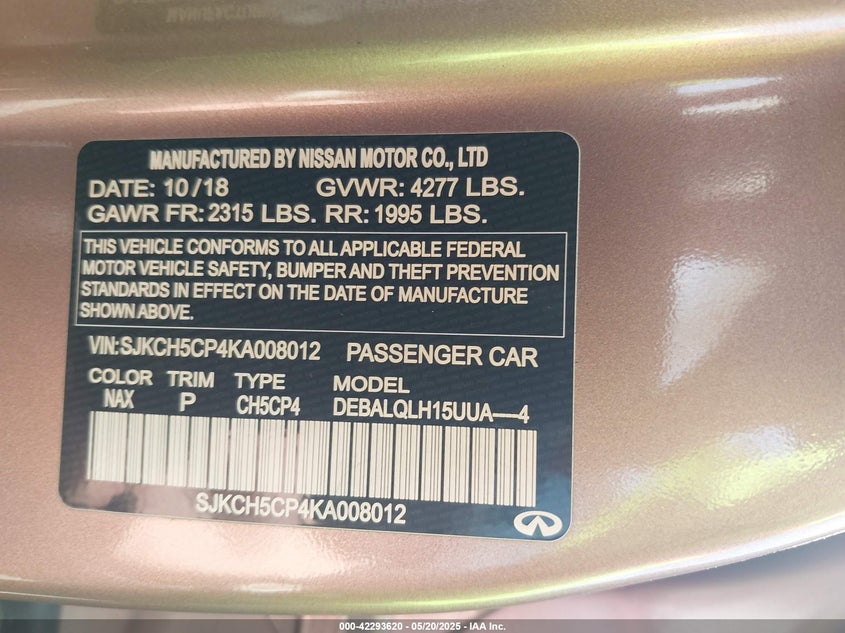 MANUFACTURED BY NISSAN MOTOR CO., LTD
DATE: 10/18 GVWR: 4277 LBS.
GAWR FR: 2315 LBS. RR: 1995 LBS.
THIS VEHICLE CONFORMS TO ALL APPLICABLE FEDERAL
MOTOR VEHICLE SAFETY, BUMPER AND THEFT PREVENTION
STANDARDS IN EFFECT ON THE DATE OF MANUFACTURE
SHOWN ABOVE.
VIN:SJKCH5CP4KA008012 PASSENGER CAR
COLOR TRIM TYPE MODEL
NAX P CH5CP4 DEBALQLH15UUA—4
SJKCH5CP4KA008012
000-42293620 - 05/20/2025 - IAA Inc.